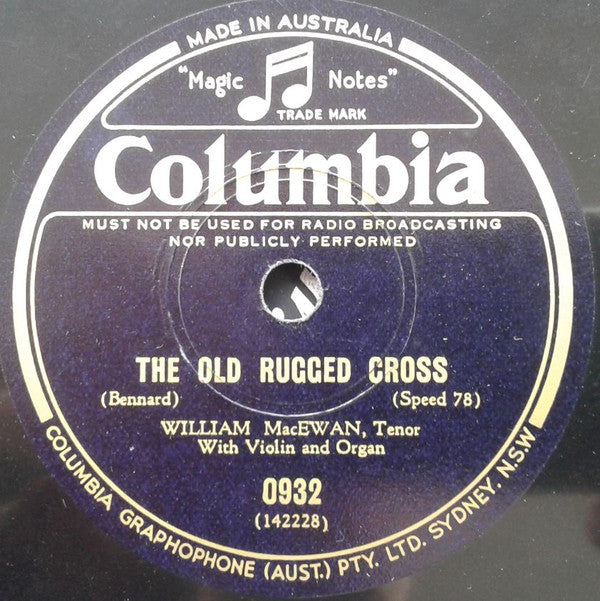 MADE IN AUSTRALIA
"Magic Notes"
TRADE MARK
Columbia
MUST NOT BE USED FOR RADIO BROADCASTING
NOR PUBLICLY PERFORMED
THE OLD RUGGED CROSS
(Bennard) (Speed 78)
WILLIAM MacEWAN, Tenor
With Violin and Organ
0932
(142228)
COLUMBIA GRAPHOPHONE (AUST.) PTY. LTD. SYDNEY. N.S.W